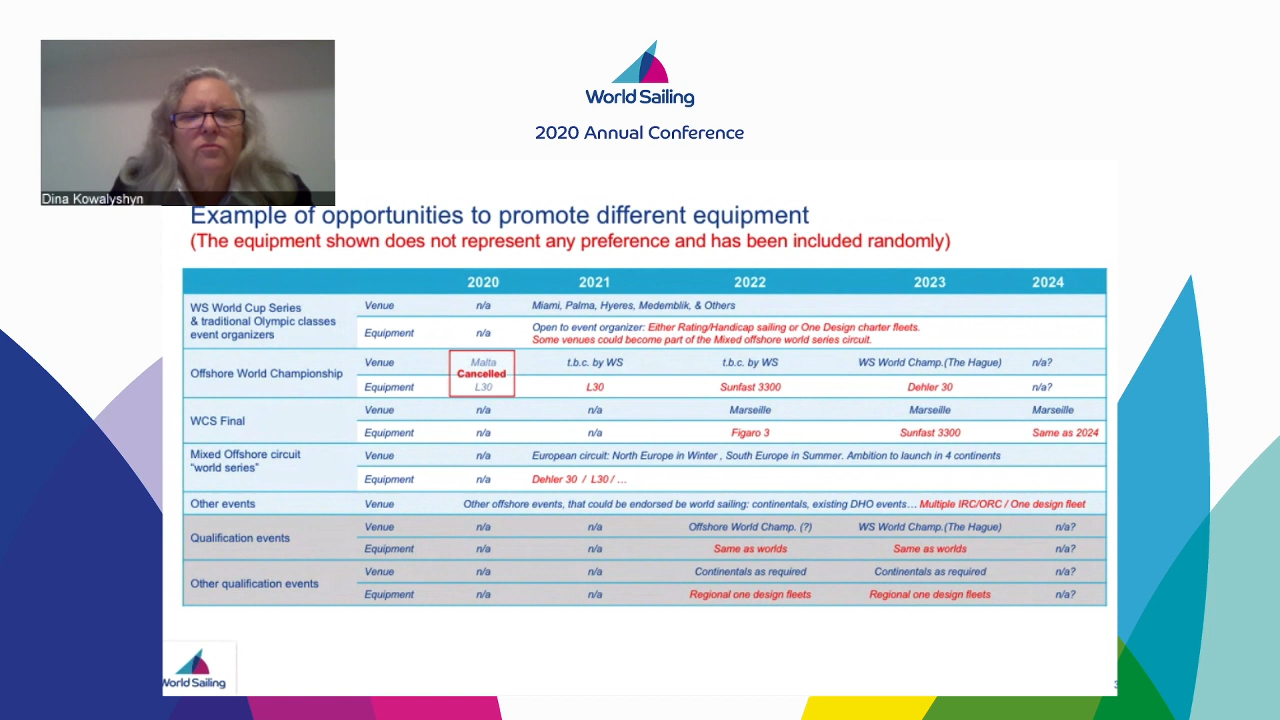 World Sailing
2020 Annual Conference
Dina Kowalyshyn
Example of opportunities to promote different equipment
(The equipment shown does not represent any preference and has been included randomly)
2020 2021 2022 2023 2024
WS World Cup Series
& traditional Olympic classes
event organizers
Venue n/a Miami, Palma, Hyeres, Medemblik, & Others
Equipment n/a Open to event organizer: Either Rating/Handicap sailing or One Design charter fleets.
Some venues could become part of the Mixed offshore world series circuit.
Offshore World Championship
Venue Malta t.b.c. by WS t.b.c. by WS WS World Champ.(The Hague) n/a?
Cancelled
Equipment L30 L30 Sunfast 3300 Dehler 30 n/a?
WCS Final
Venue n/a n/a Marseille Marseille Marseille
Equipment n/a n/a Figaro 3 Sunfast 3300 Same as 2024
Mixed Offshore circuit
"world series"
Venue n/a European circuit: North Europe in Winter , South Europe in Summer. Ambition to launch in 4 continents
Equipment n/a Dehler 30 / L30 / ...
Other events Venue Other offshore events, that could be endorsed be world sailing: continentals, existing DHO events... Multiple IRC/ORC / One design fleet
Qualification events
Venue n/a n/a Offshore World Champ. (?) WS World Champ.(The Hague) n/a?
Equipment n/a n/a Same as worlds Same as worlds n/a?
Other qualification events
Venue n/a n/a Continentals as required Continentals as required n/a?
Equipment n/a n/a Regional one design fleets Regional one design fleets n/a?
World Sailing